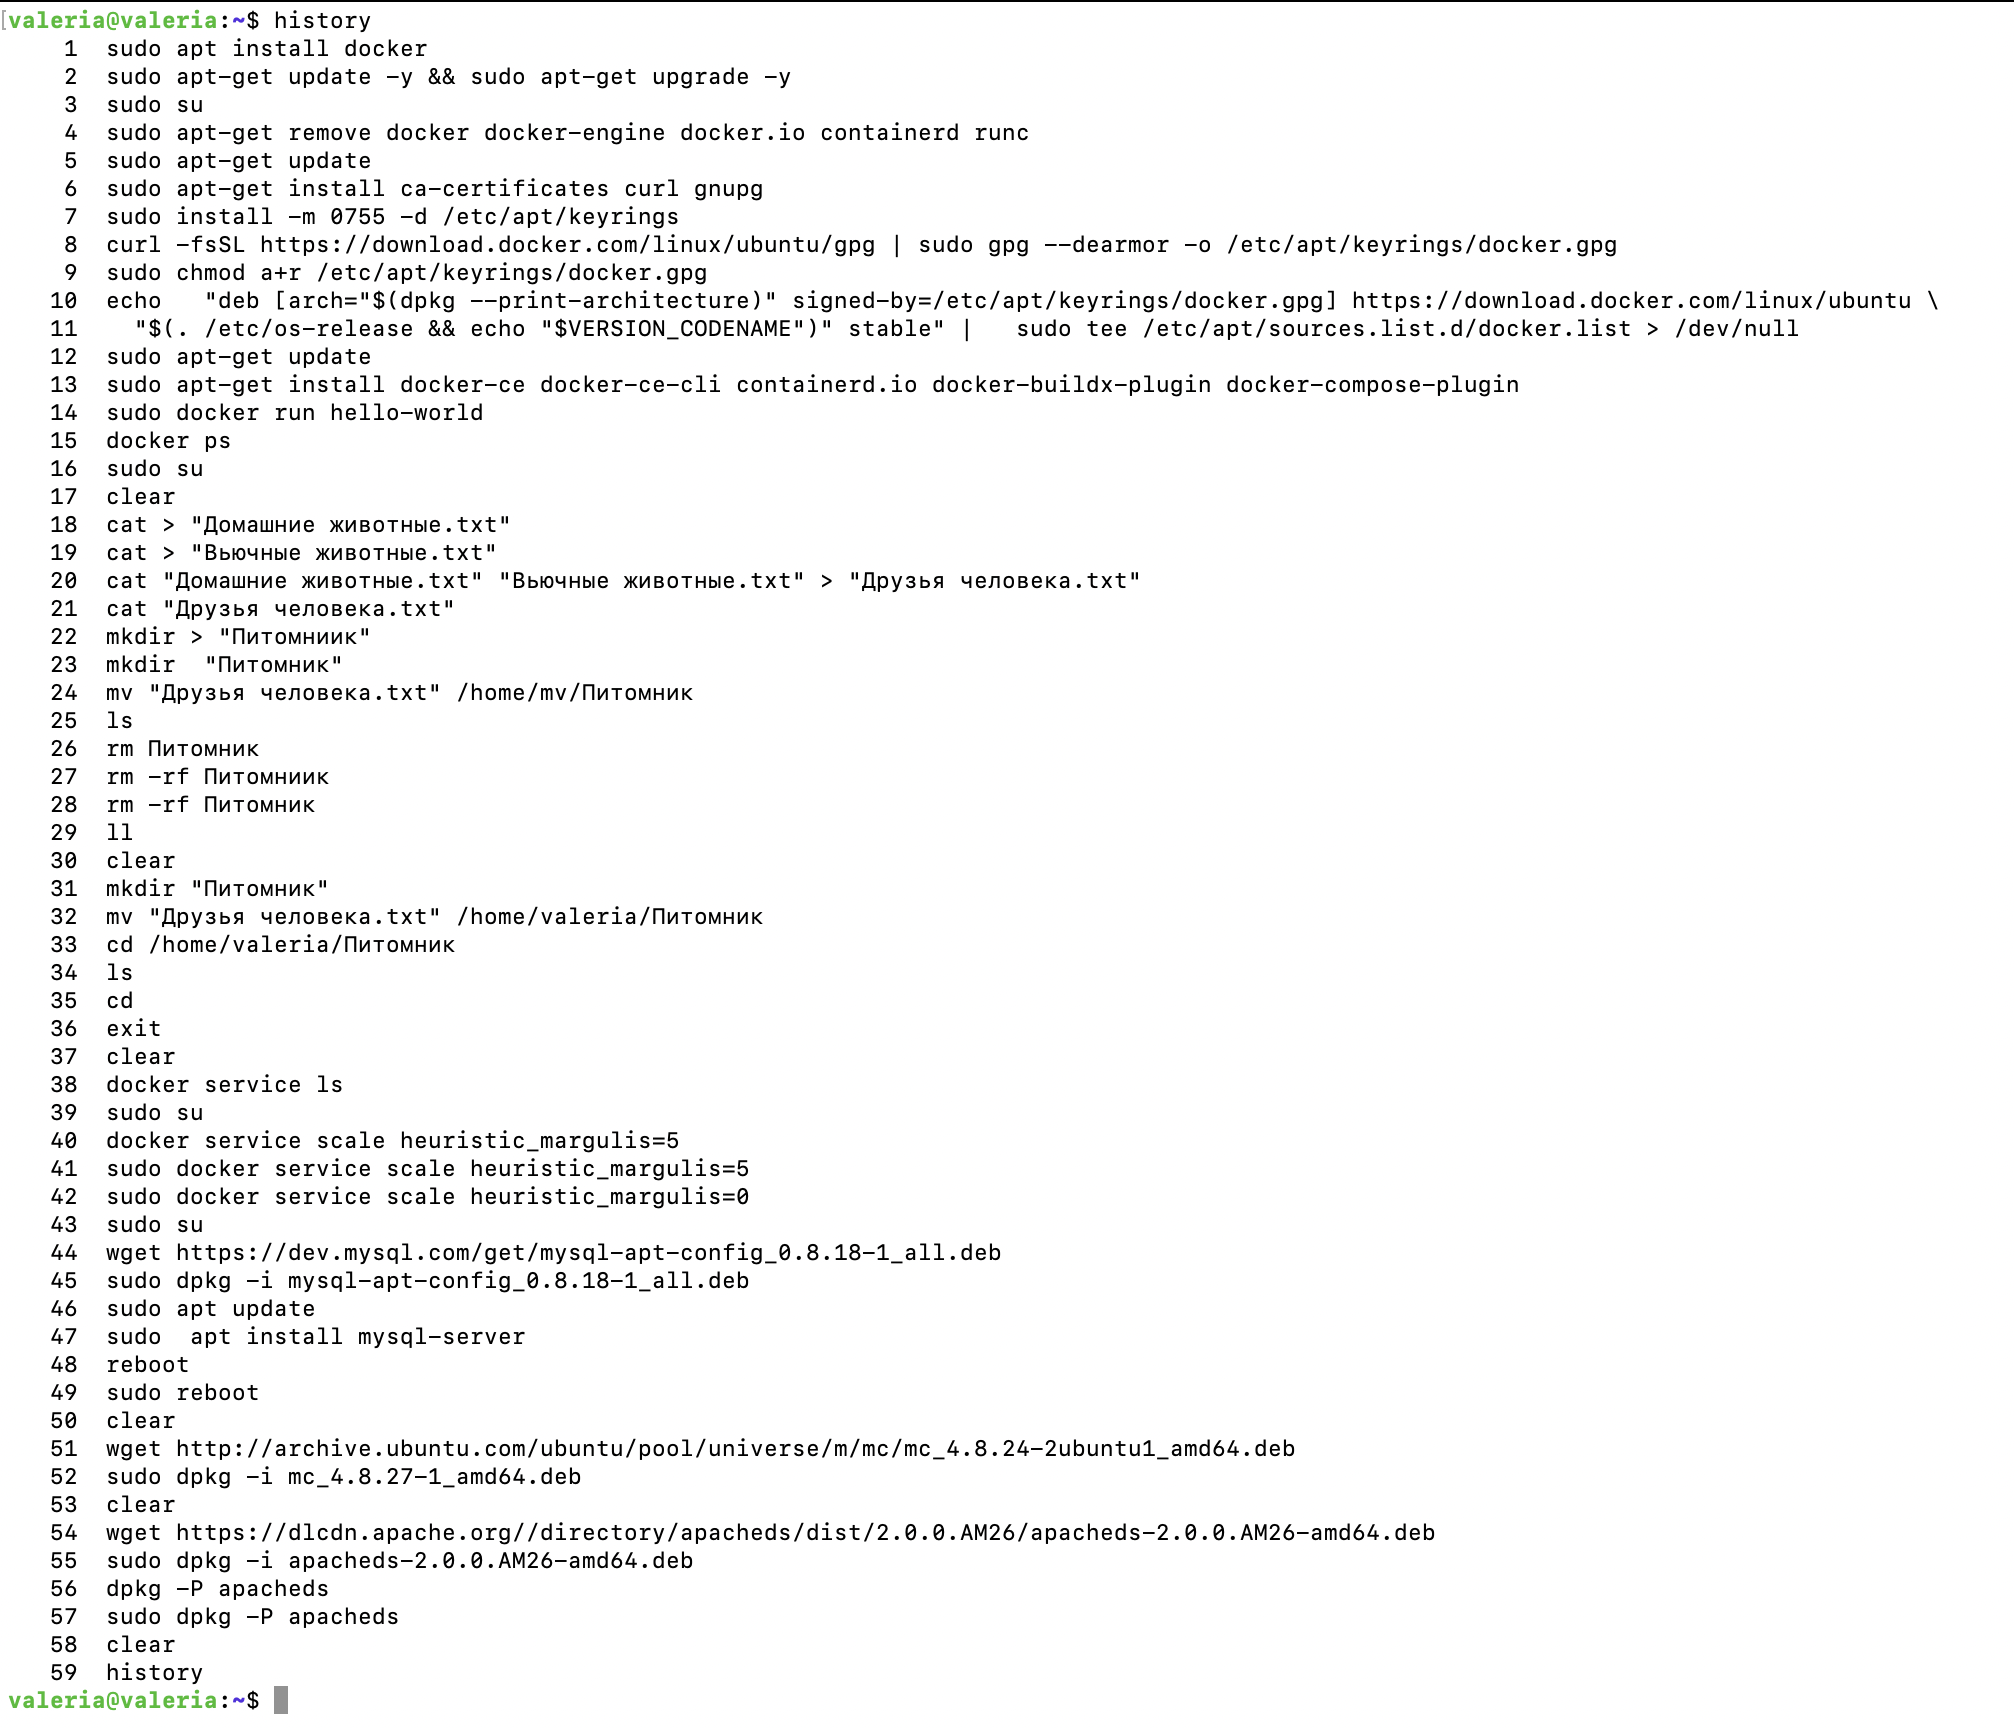 valeria@valeria:~$ history
1 sudo apt install docker
2 sudo apt-get update -y && sudo apt-get upgrade -y
3 sudo su
4 sudo apt-get remove docker docker-engine docker.io containerd runc
5 sudo apt-get update
6 sudo apt-get install ca-certificates curl gnupg
7 sudo install -m 0755 -d /etc/apt/keyrings
8 curl -fsSL https://download.docker.com/linux/ubuntu/gpg | sudo gpg --dearmor -o /etc/apt/keyrings/docker.gpg
9 sudo chmod a+r /etc/apt/keyrings/docker.gpg
10 echo   "deb [arch="$(dpkg --print-architecture)" signed-by=/etc/apt/keyrings/docker.gpg] https://download.docker.com/linux/ubuntu \
11   "$(. /etc/os-release && echo "$VERSION_CODENAME")" stable" |   sudo tee /etc/apt/sources.list.d/docker.list > /dev/null
12 sudo apt-get update
13 sudo apt-get install docker-ce docker-ce-cli containerd.io docker-buildx-plugin docker-compose-plugin
14 sudo docker run hello-world
15 docker ps
16 sudo su
17 clear
18 cat > "Домашние животные.txt"
19 cat > "Вьючные животные.txt"
20 cat "Домашние животные.txt" "Вьючные животные.txt" > "Друзья человека.txt"
21 cat "Друзья человека.txt"
22 mkdir > "Питомниик"
23 mkdir  "Питомник"
24 mv "Друзья человека.txt" /home/mv/Питомник
25 ls
26 rm Питомник
27 rm -rf Питомниик
28 rm -rf Питомник
29 ll
30 clear
31 mkdir "Питомник"
32 mv "Друзья человека.txt" /home/valeria/Питомник
33 cd /home/valeria/Питомник
34 ls
35 cd
36 exit
37 clear
38 docker service ls
39 sudo su
40 docker service scale heuristic_margulis=5
41 sudo docker service scale heuristic_margulis=5
42 sudo docker service scale heuristic_margulis=0
43 sudo su
44 wget https://dev.mysql.com/get/mysql-apt-config_0.8.18-1_all.deb
45 sudo dpkg -i mysql-apt-config_0.8.18-1_all.deb
46 sudo apt update
47 sudo  apt install mysql-server
48 reboot
49 sudo reboot
50 clear
51 wget http://archive.ubuntu.com/ubuntu/pool/universe/m/mc/mc_4.8.24-2ubuntu1_amd64.deb
52 sudo dpkg -i mc_4.8.27-1_amd64.deb
53 clear
54 wget https://dlcdn.apache.org//directory/apacheds/dist/2.0.0.AM26/apacheds-2.0.0.AM26-amd64.deb
55 sudo dpkg -i apacheds-2.0.0.AM26-amd64.deb
56 dpkg -P apacheds
57 sudo dpkg -P apacheds
58 clear
59 history
valeria@valeria:~$